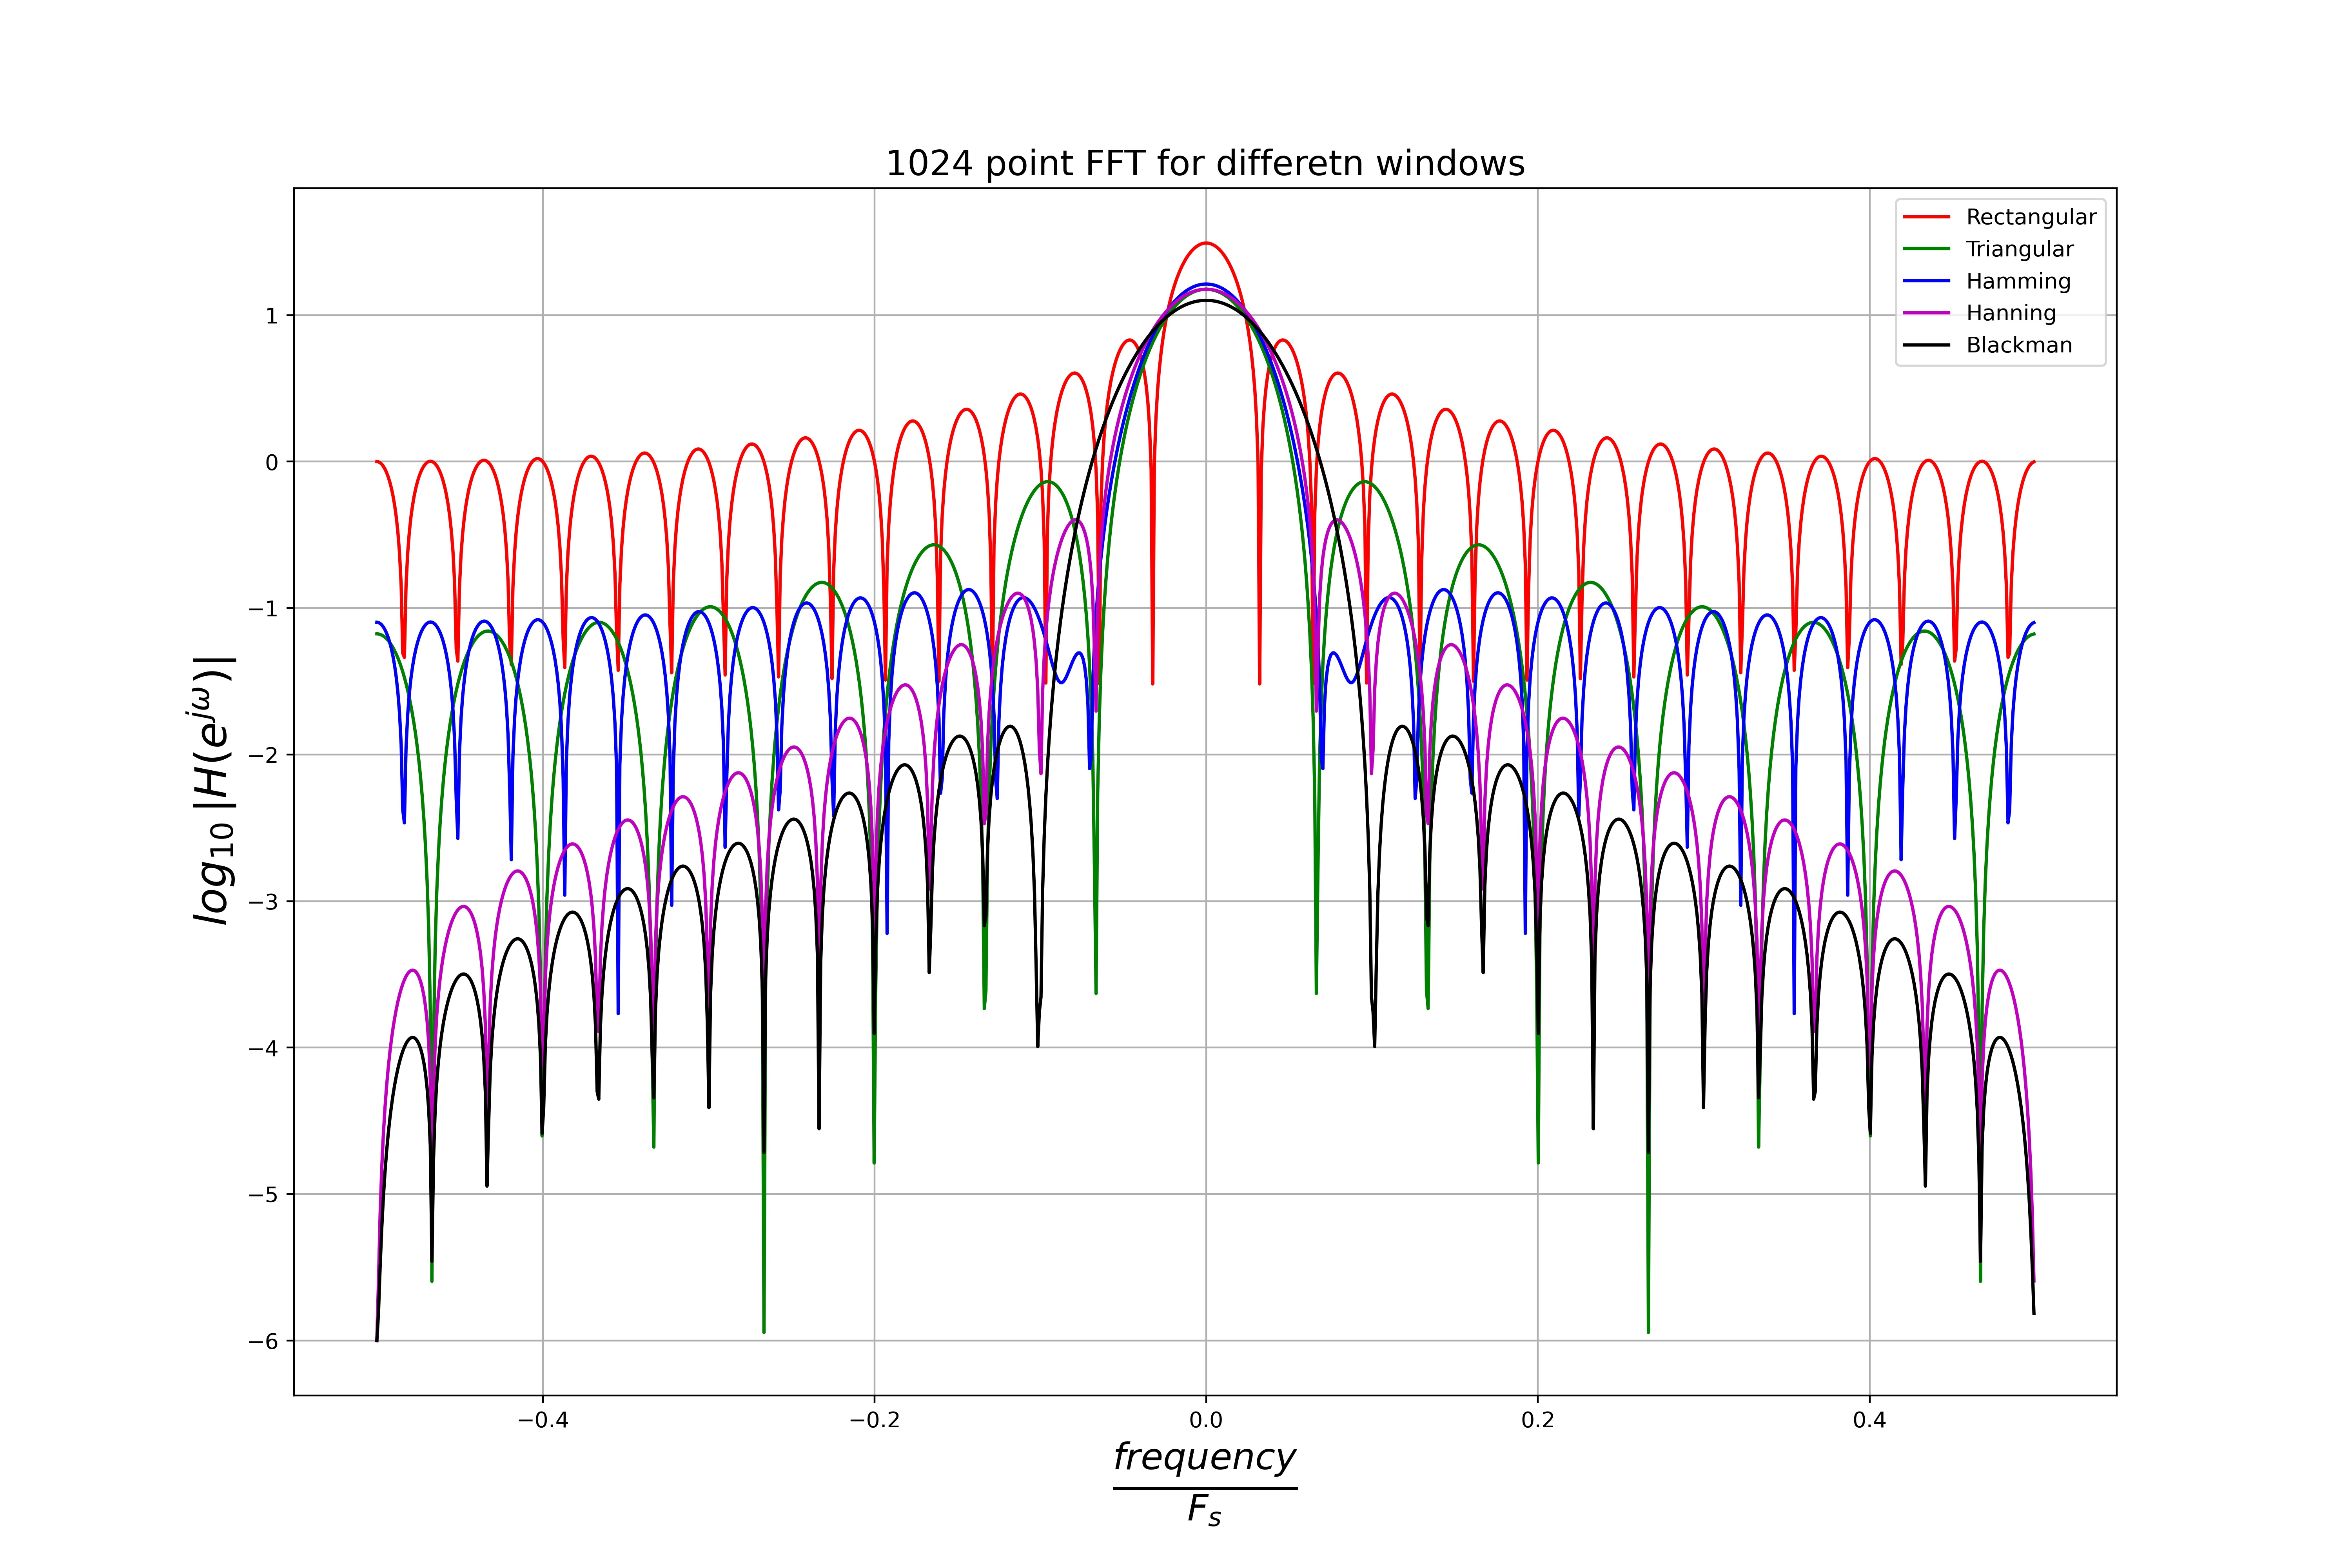 1024 point FFT for differetn windows
Rectangular
Triangular
Hamming
Hanning
Blackman
1
0
−1
−2
−3
−4
−5
−6
log₁₀|H(e^{jω})|
−0.4
−0.2
0.0
0.2
0.4
frequency
F_s